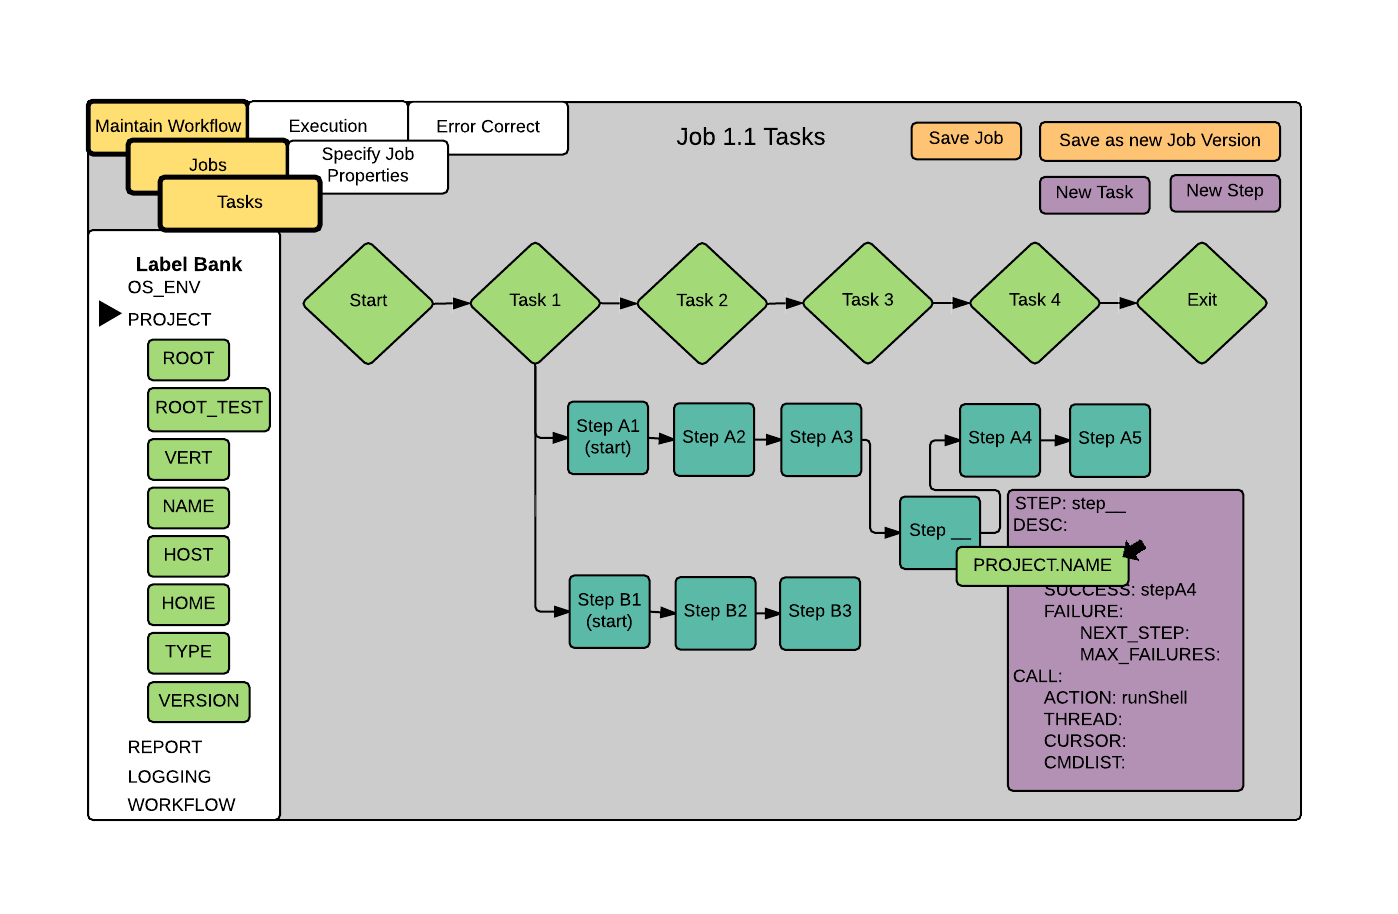 Maintain Workflow
Execution
Error Correct
Jobs
Specify Job
Properties
Tasks
Job 1.1 Tasks
Save Job
Save as new Job Version
New Task
New Step
Label Bank
OS_ENV
PROJECT
ROOT
ROOT_TEST
VERT
NAME
HOST
HOME
TYPE
VERSION
REPORT
LOGGING
WORKFLOW
Start
Task 1
Task 2
Task 3
Task 4
Exit
Step A1
(start)
Step A2
Step A3
Step A4
Step A5
Step __
Step B1
(start)
Step B2
Step B3
STEP: step__
DESC:
PROJECT.NAME
SUCCESS: stepA4
FAILURE:
NEXT_STEP:
MAX_FAILURES:
CALL:
ACTION: runShell
THREAD:
CURSOR:
CMDLIST: